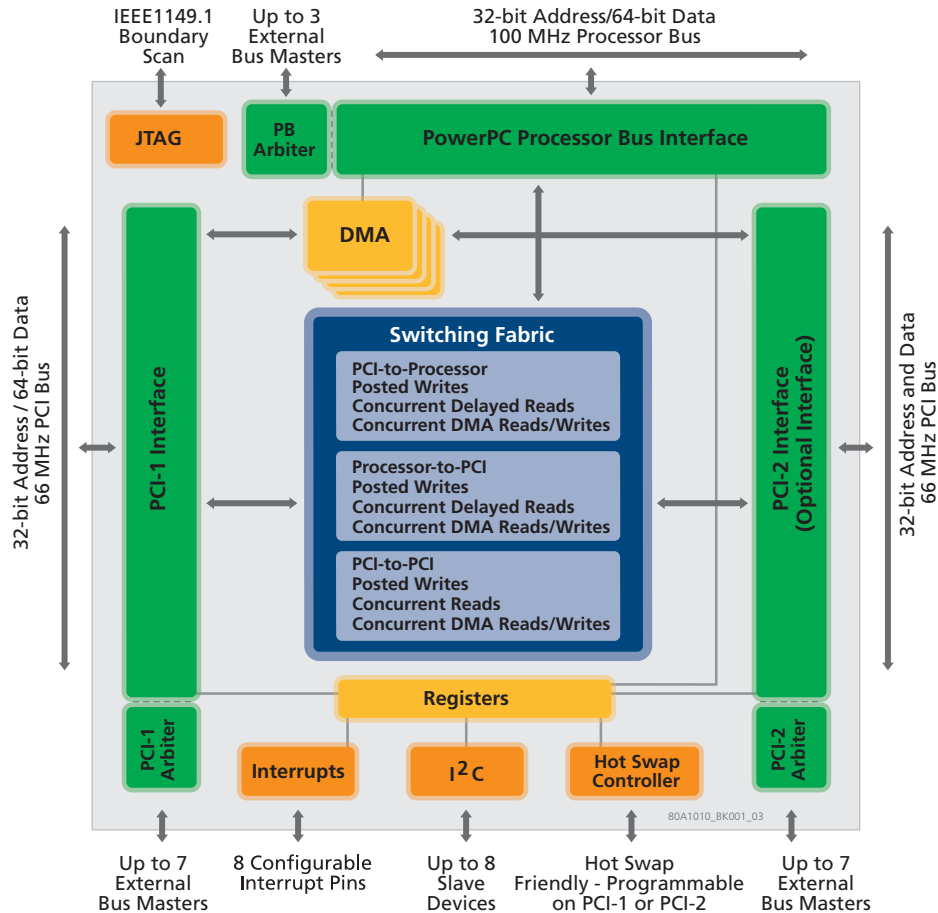 IEEE1149.1
Boundary
Scan
Up to 3
External
Bus Masters
32-bit Address/64-bit Data
100 MHz Processor Bus
JTAG
PB
Arbiter
PowerPC Processor Bus Interface
DMA
32-bit Address / 64-bit Data
66 MHz PCI Bus
PCI-1 Interface
Switching Fabric
PCI-to-Processor
Posted Writes
Concurrent Delayed Reads
Concurrent DMA Reads/Writes
Processor-to-PCI
Posted Writes
Concurrent Delayed Reads
Concurrent DMA Reads/Writes
PCI-to-PCI
Posted Writes
Concurrent Reads
Concurrent DMA Reads/Writes
PCI-2 Interface
(Optional Interface)
32-bit Address and Data
66 MHz PCI Bus
Registers
PCI-1
Arbiter
Interrupts
I²C
Hot Swap
Controller
PCI-2
Arbiter
80A1010_BK001_03
Up to 7
External
Bus Masters
8 Configurable
Interrupt Pins
Up to 8
Slave
Devices
Hot Swap
Friendly - Programmable
on PCI-1 or PCI-2
Up to 7
External
Bus Masters